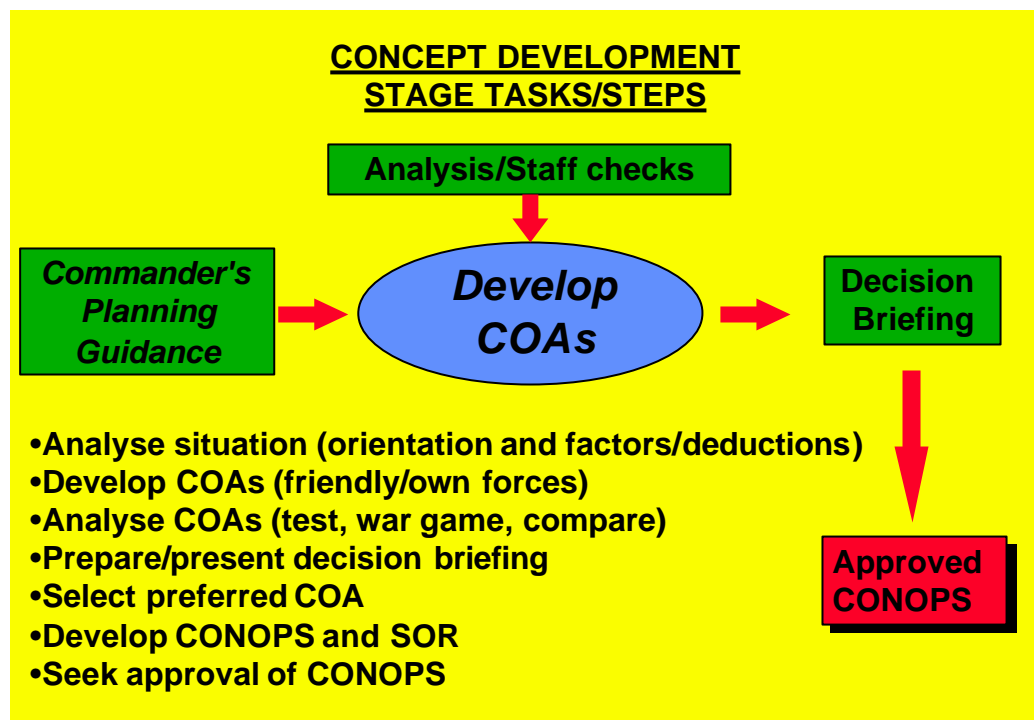 CONCEPT DEVELOPMENT
STAGE TASKS/STEPS
Analysis/Staff checks
Commander's
Planning
Guidance
Develop
COAs
Decision
Briefing
•Analyse situation (orientation and factors/deductions)
•Develop COAs (friendly/own forces)
•Analyse COAs (test, war game, compare)
•Prepare/present decision briefing
•Select preferred COA
•Develop CONOPS and SOR
•Seek approval of CONOPS
Approved
CONOPS